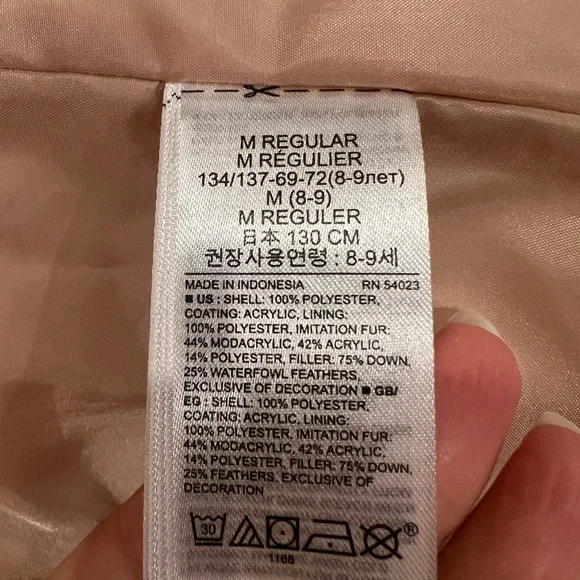 M REGULAR
M RÉGULIER
134/137-69-72(8-9лет)
M (8-9)
M REGULER
日本 130 CM
권장사용연령 : 8-9세
MADE IN INDONESIA RN 54023
■ US : SHELL: 100% POLYESTER,
COATING: ACRYLIC, LINING:
100% POLYESTER, IMITATION FUR:
44% MODACRYLIC, 42% ACRYLIC,
14% POLYESTER, FILLER: 75% DOWN,
25% WATERFOWL FEATHERS,
EXCLUSIVE OF DECORATION ■ GB/
EG : SHELL: 100% POLYESTER,
COATING: ACRYLIC, LINING:
100% POLYESTER, IMITATION FUR:
44% MODACRYLIC, 42% ACRYLIC,
14% POLYESTER, FILLER: 75% DOWN,
25% FEATHERS, EXCLUSIVE OF
DECORATION
30 ®
1166